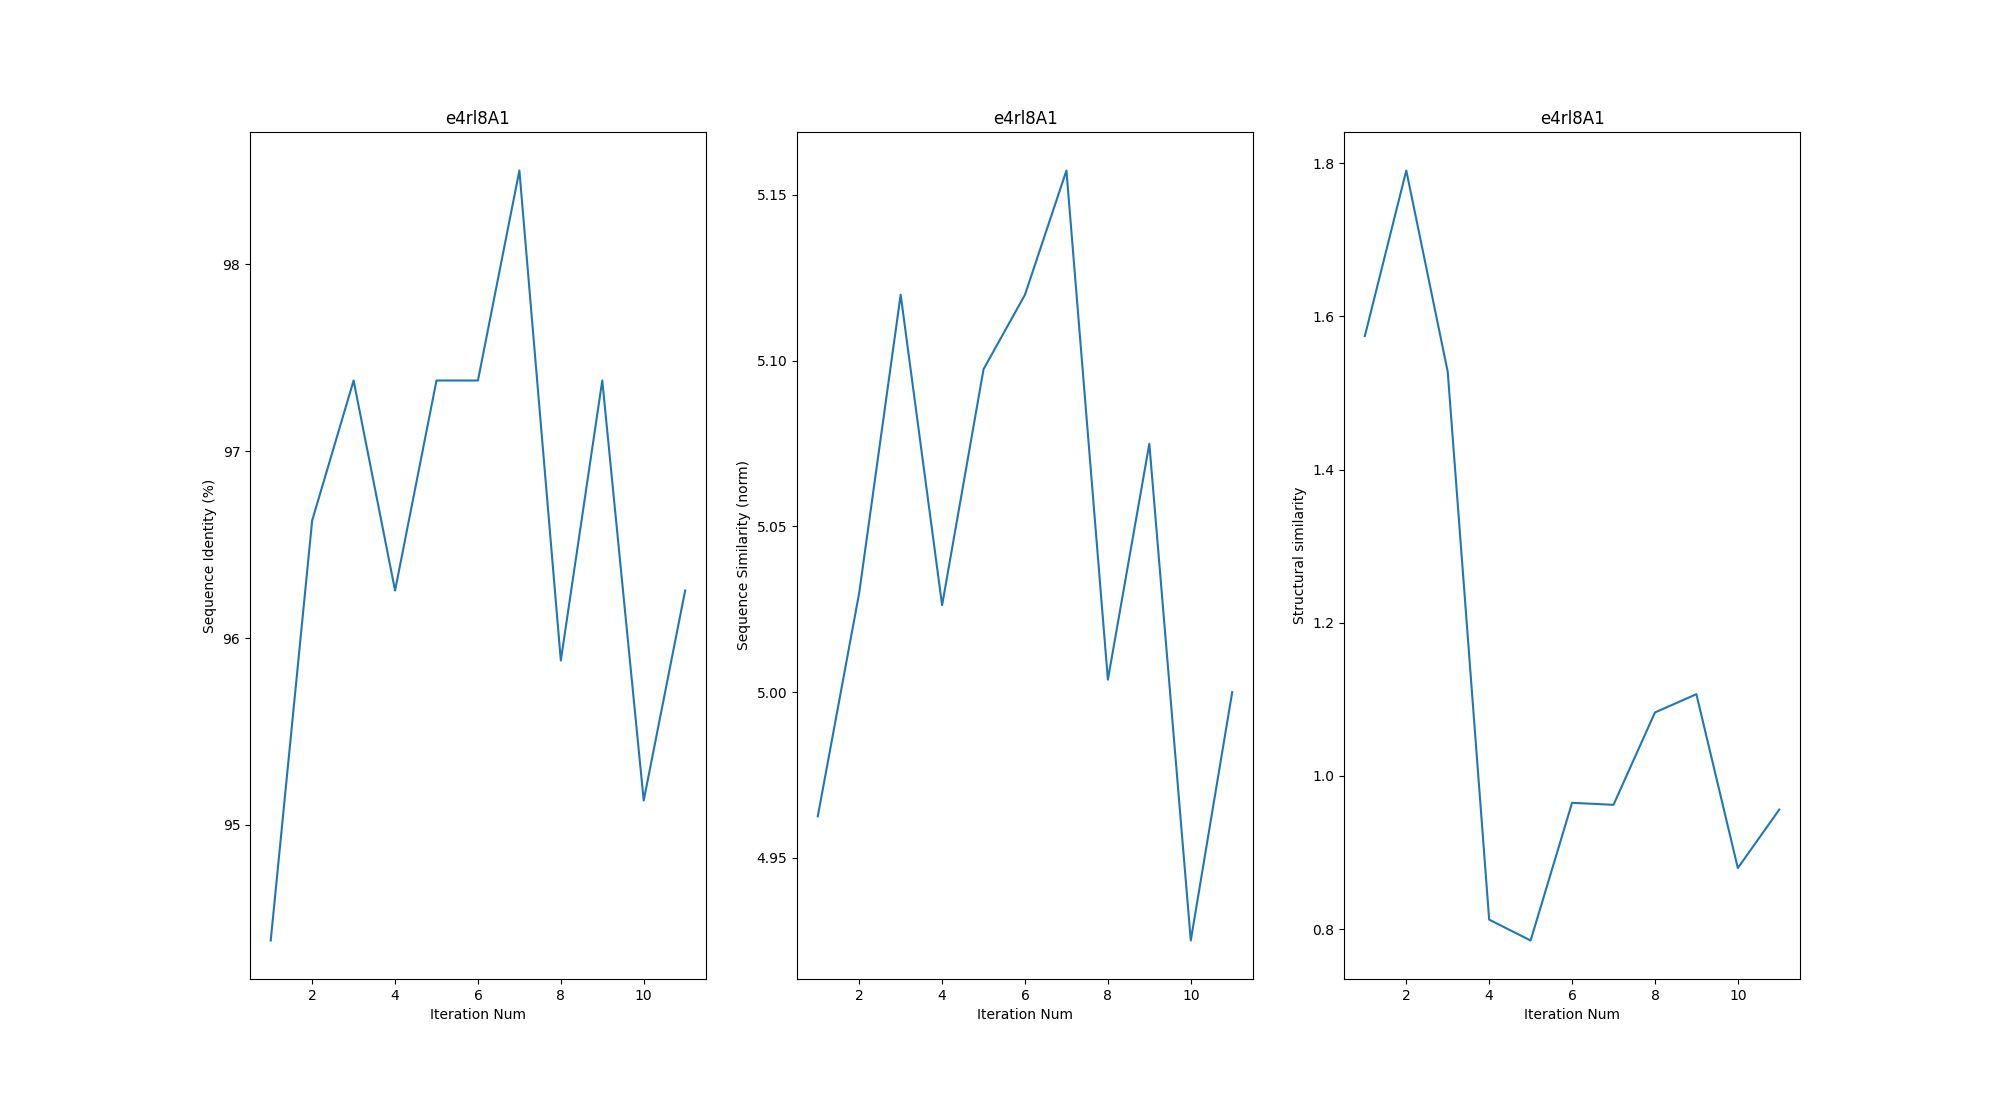 e4rl8A1
98
97
96
95
Sequence Identity (%)
2 4 6 8 10
Iteration Num
e4rl8A1
5.15
5.10
5.05
5.00
4.95
Sequence Similarity (norm)
2 4 6 8 10
Iteration Num
e4rl8A1
1.8
1.6
1.4
1.2
1.0
0.8
Structural similarity
2 4 6 8 10
Iteration Num